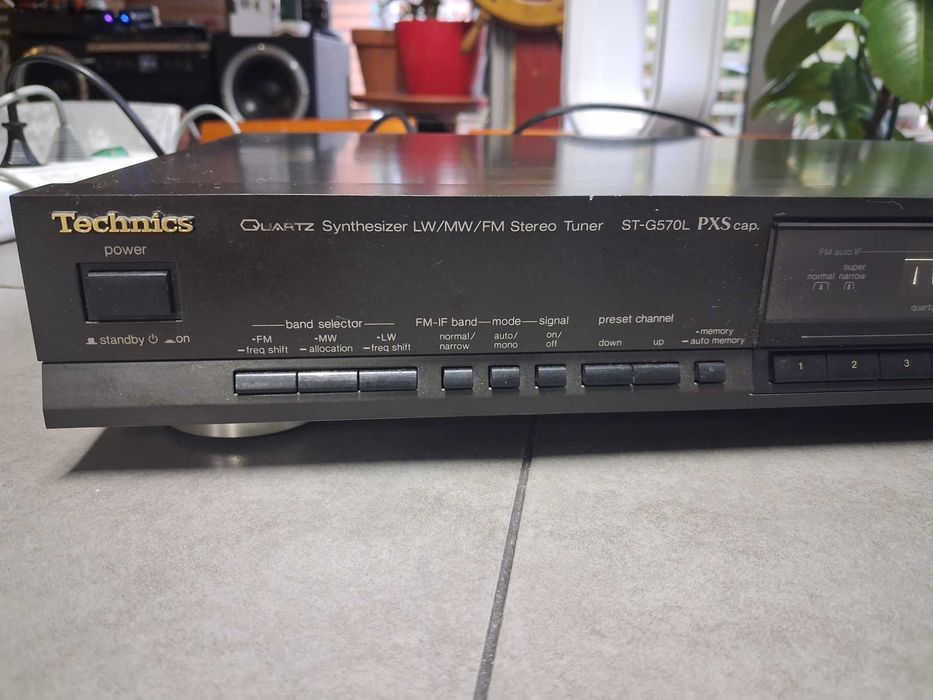 Technics
QUARTZ Synthesizer LW/MW/FM Stereo Tuner ST-G570L PXS cap.
power
standby ⏻ on
band selector
-FM -MW -LW
-freq shift -allocation -freq shift
FM-IF band mode signal
normal/ auto/ on/
narrow mono off
preset channel
down up
-memory
-auto memory
FM auto IF
super
normal narrow
1 2 3